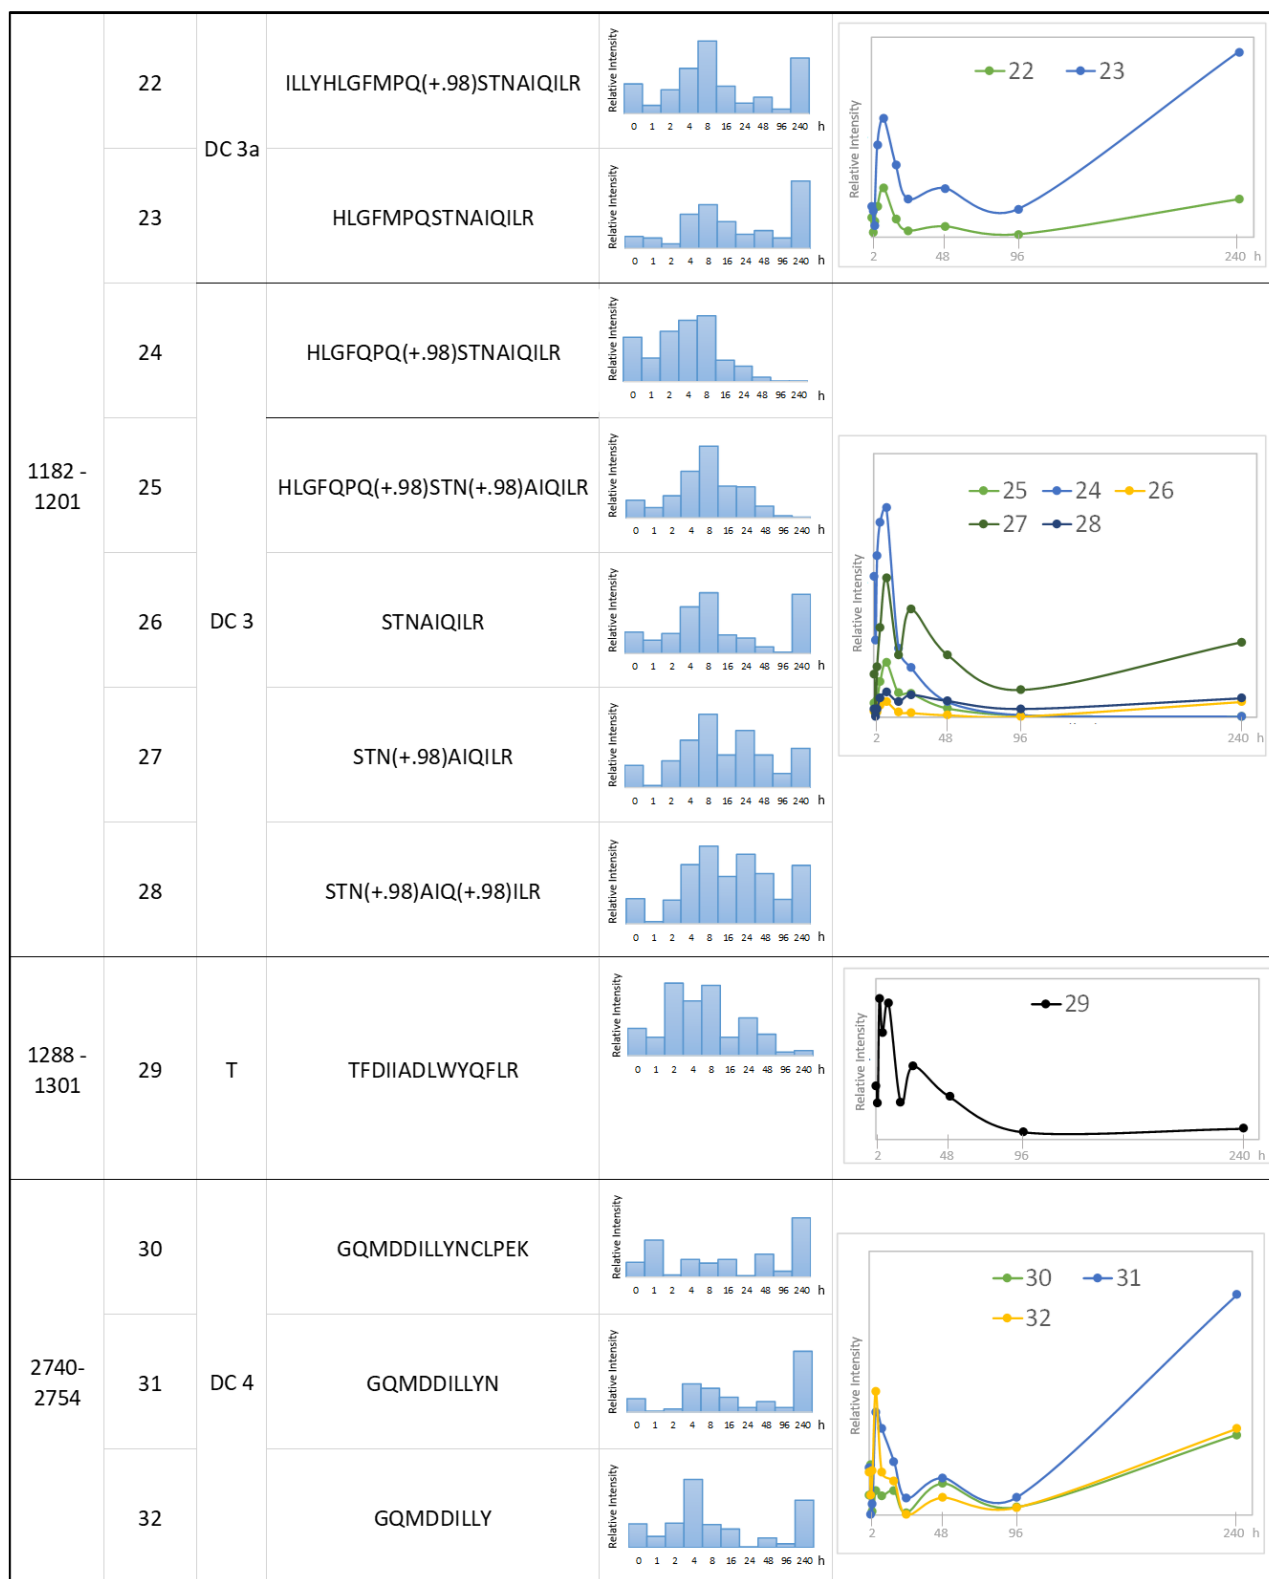 22
DC 3a
ILLYHLGFMPQ(+.98)STNAIQILR
Relative Intensity
0 1 2 4 8 16 24 48 96 240 h
22 23
Relative Intensity
2 48 96 240 h
23
HLGFMPQSTNAIQILR
Relative Intensity
0 1 2 4 8 16 24 48 96 240 h
1182 -
1201
24
DC 3
HLGFQPQ(+.98)STNAIQILR
Relative Intensity
0 1 2 4 8 16 24 48 96 240 h
25
HLGFQPQ(+.98)STN(+.98)AIQILR
Relative Intensity
0 1 2 4 8 16 24 48 96 240 h
25 24 26
27 28
Relative Intensity
2 48 96 240 h
26
STNAIQILR
Relative Intensity
0 1 2 4 8 16 24 48 96 240 h
27
STN(+.98)AIQILR
Relative Intensity
0 1 2 4 8 16 24 48 96 240 h
28
STN(+.98)AIQ(+.98)ILR
Relative Intensity
0 1 2 4 8 16 24 48 96 240 h
1288 -
1301
29
T
TFDIIADLWYQFLR
Relative Intensity
0 1 2 4 8 16 24 48 96 240 h
29
Relative Intensity
2 48 96 240 h
2740-
2754
30
DC 4
GQMDDILLYNCLPEK
Relative Intensity
0 1 2 4 8 16 24 48 96 240 h
30 31
32
Relative Intensity
2 48 96 240 h
31
GQMDDILLYN
Relative Intensity
0 1 2 4 8 16 24 48 96 240 h
32
GQMDDILLY
Relative Intensity
0 1 2 4 8 16 24 48 96 240 h